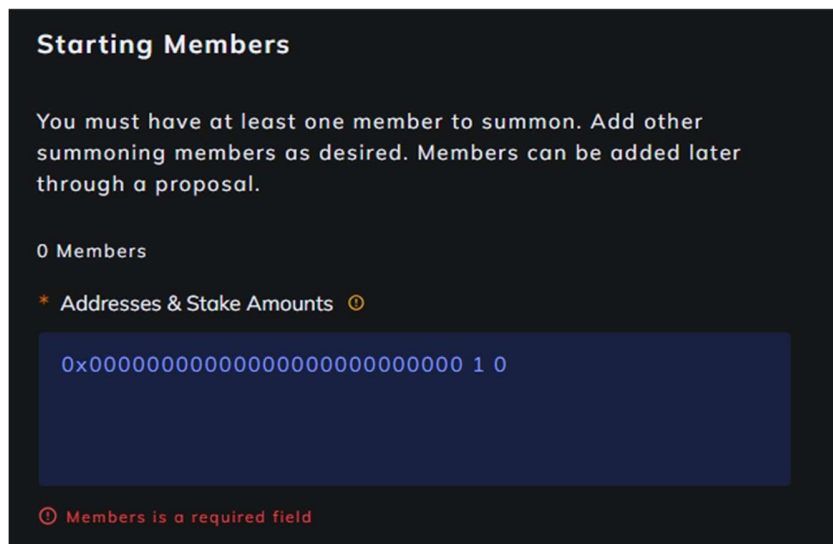 Starting Members
You must have at least one member to summon. Add other
summoning members as desired. Members can be added later
through a proposal.
0 Members
* Addresses & Stake Amounts
0x00000000000000000000000000 1 0
Members is a required field